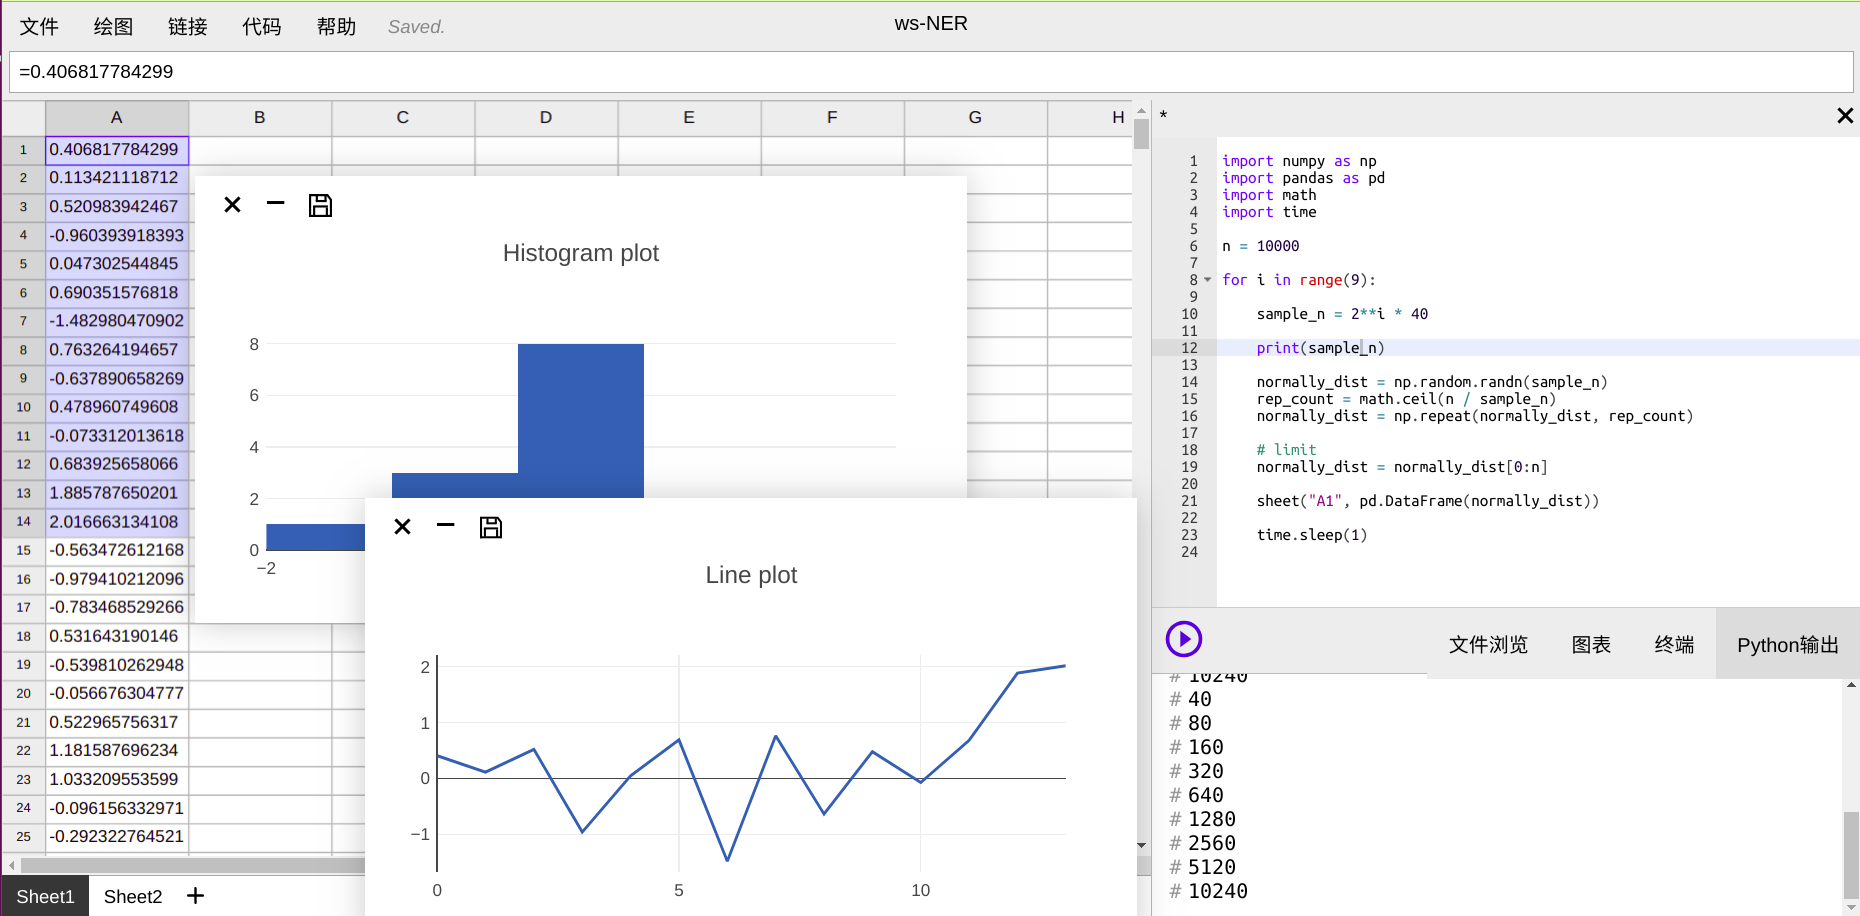 文件 绘图 链接 代码 帮助 Saved. ws-NER
=0.406817784299
A B C D E F G H
1 0.406817784299
2 0.113421118712
3 0.520983942467
4 -0.960393918393
5 0.047302544845
6 0.690351576818
7 -1.482980470902
8 0.763264194657
9 -0.637890658269
10 0.478960749608
11 -0.073312013618
12 0.683925658066
13 1.885787650201
14 2.016663134108
15 -0.563472612168
16 -0.979410212096
17 -0.783468529266
18 0.531643190146
19 -0.539810262948
20 -0.056676304777
21 0.522965756317
22 1.181587696234
23 1.033209553599
24 -0.096156332971
25 -0.292322764521
Sheet1 Sheet2 +
Histogram plot
8
6
4
2
0
−2
Line plot
2
1
0
−1
0 5 10
*
1 import numpy as np
2 import pandas as pd
3 import math
4 import time
5
6 n = 10000
7
8 for i in range(9):
9
10 sample_n = 2**i * 40
11
12 print(sample_n)
13
14 normally_dist = np.random.randn(sample_n)
15 rep_count = math.ceil(n / sample_n)
16 normally_dist = np.repeat(normally_dist, rep_count)
17
18 # limit
19 normally_dist = normally_dist[0:n]
20
21 sheet("A1", pd.DataFrame(normally_dist))
22
23 time.sleep(1)
24
文件浏览 图表 终端 Python输出
# 10240
# 40
# 80
# 160
# 320
# 640
# 1280
# 2560
# 5120
# 10240